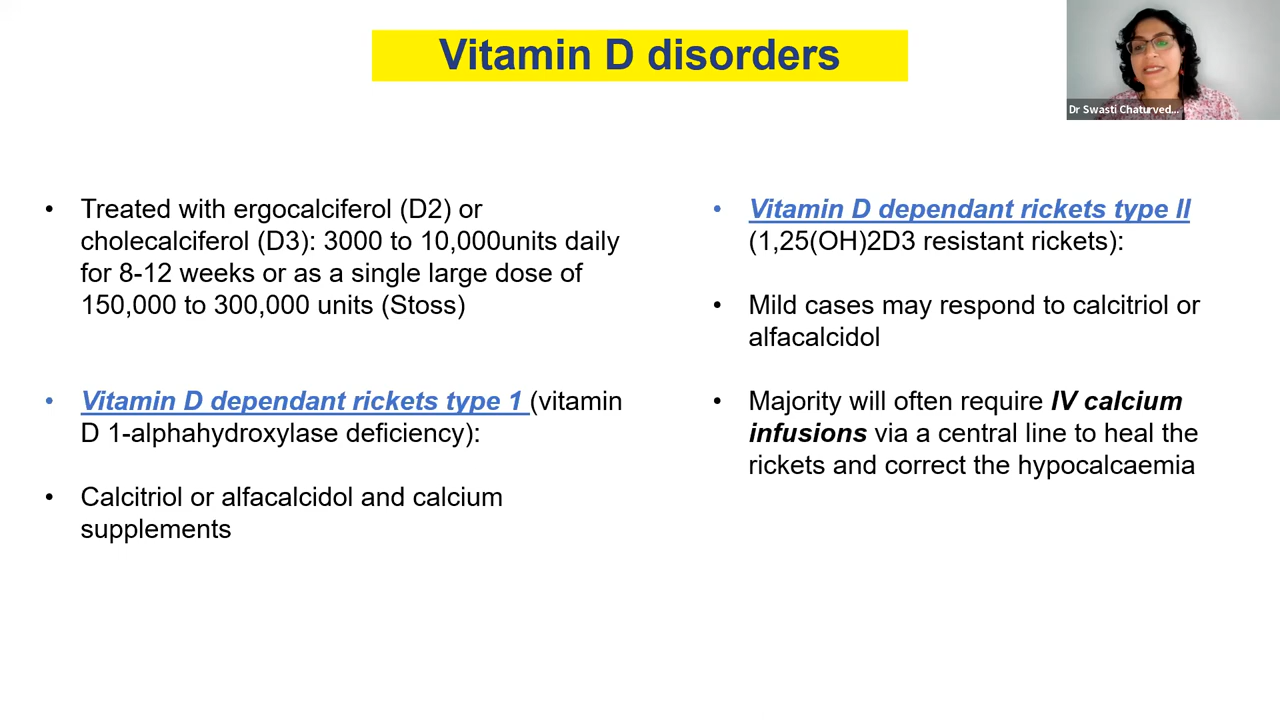 Vitamin D disorders
Dr Swasti Chaturved...
• Treated with ergocalciferol (D2) or
cholecalciferol (D3): 3000 to 10,000units daily
for 8-12 weeks or as a single large dose of
150,000 to 300,000 units (Stoss)
• Vitamin D dependant rickets type 1 (vitamin
D 1-alphahydroxylase deficiency):
• Calcitriol or alfacalcidol and calcium
supplements
• Vitamin D dependant rickets type II
(1,25(OH)2D3 resistant rickets):
• Mild cases may respond to calcitriol or
alfacalcidol
• Majority will often require IV calcium
infusions via a central line to heal the
rickets and correct the hypocalcaemia